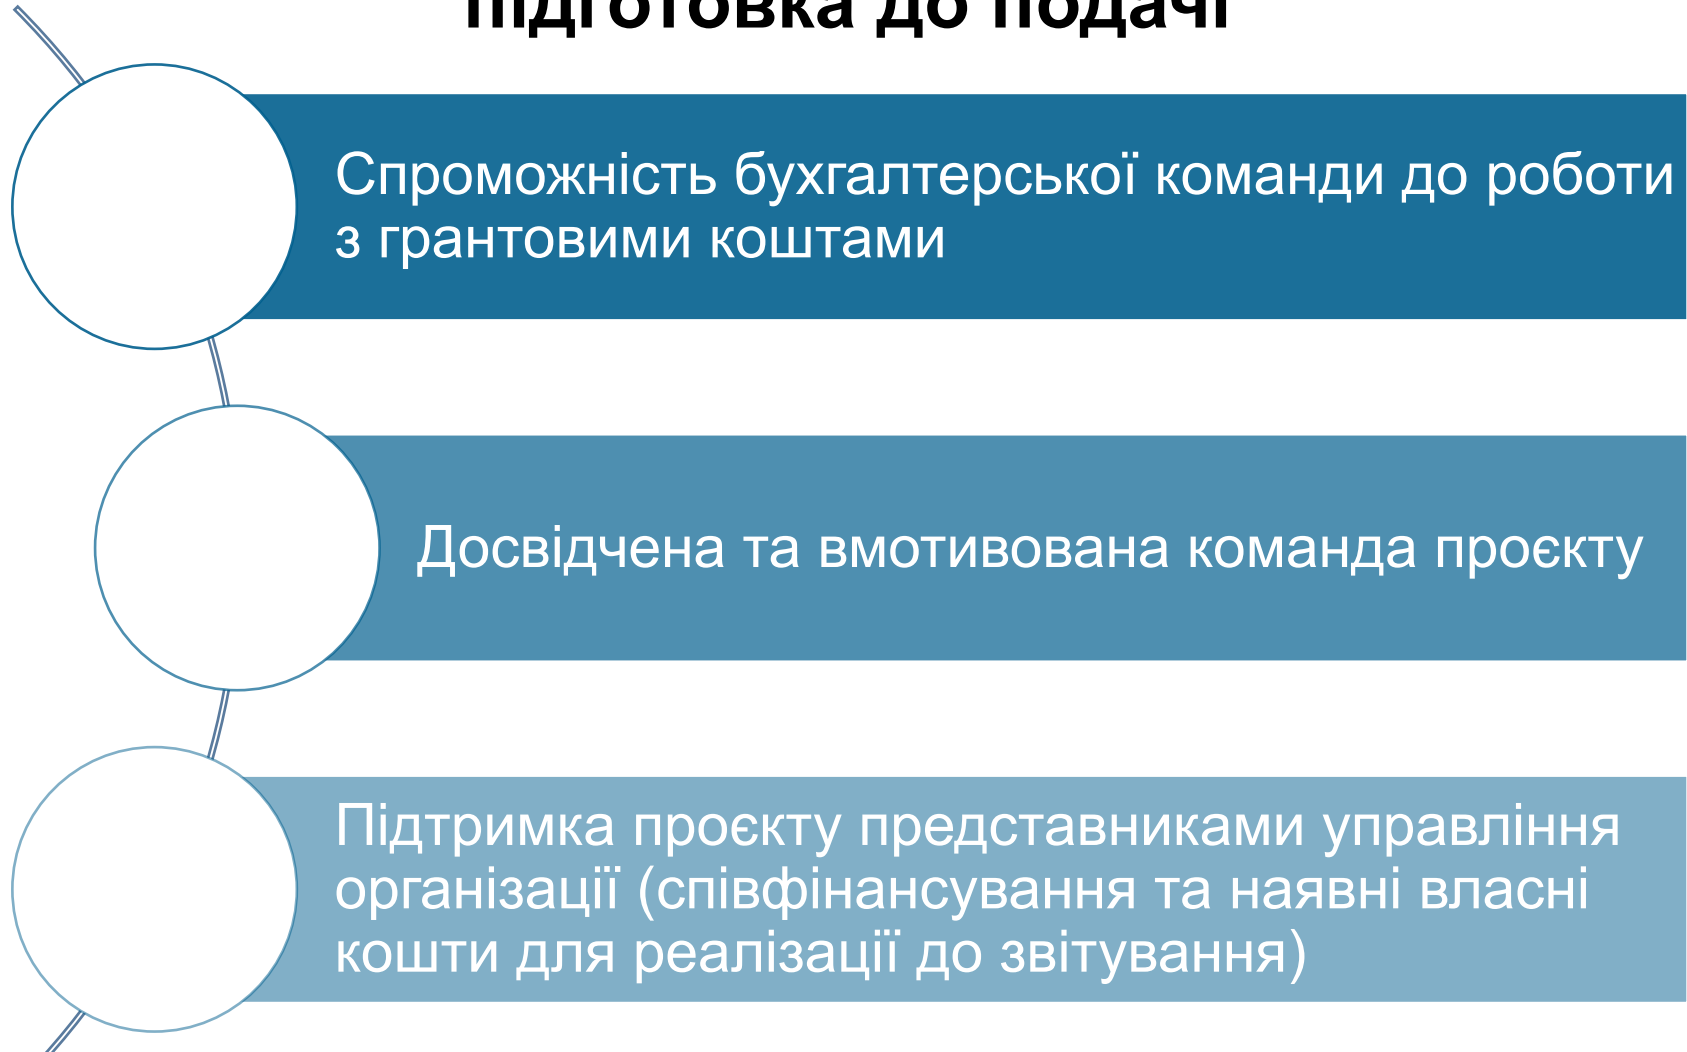 підготовка до подачі
Спроможність бухгалтерської команди до роботи
з грантовими коштами
Досвідчена та вмотивована команда проєкту
Підтримка проєкту представниками управління
організації (співфінансування та наявні власні
кошти для реалізації до звітування)